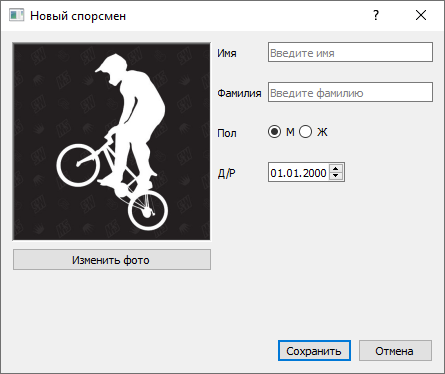 Новый спорсмен
Имя
Введите имя
Фамилия
Введите фамилию
Пол
М
Ж
Д/Р
01.01.2000
Изменить фото
Сохранить
Отмена